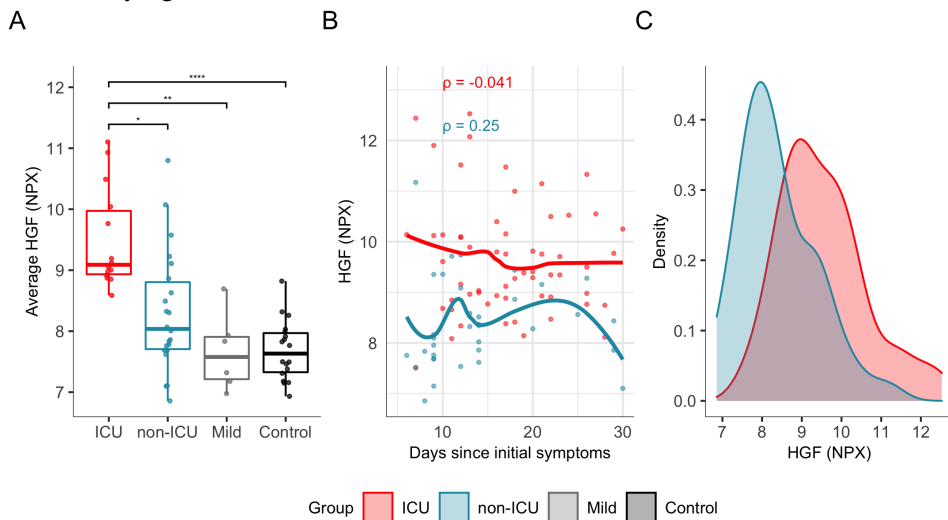 A
B
C
Average HGF (NPX)
12
11
10
9
8
7
****
**
*
ICU non-ICU Mild Control
HGF (NPX)
12
10
8
ρ = -0.041
ρ = 0.25
10 20 30
Days since initial symptoms
Density
0.4
0.3
0.2
0.1
0.0
7 8 9 10 11 12
HGF (NPX)
Group ICU non-ICU Mild Control